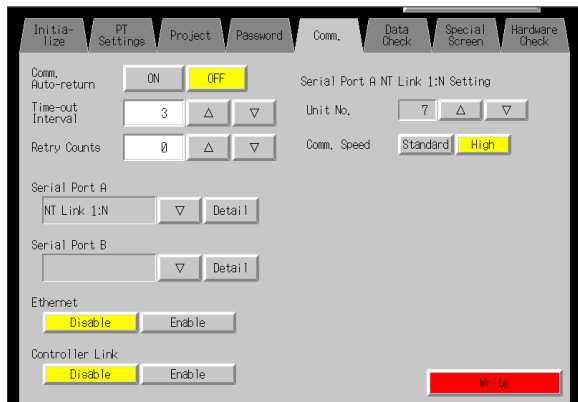 Initia-
lize
PT
Settings
Project
Password
Comm.
Data
Check
Special
Screen
Hardware
Check
Comm.
Auto-return
ON
OFF
Time-out
Interval
3
△
▽
Retry Counts
0
△
▽
Serial Port A NT Link 1:N Setting
Unit No.
7
△
▽
Comm. Speed
Standard
High
Serial Port A
NT Link 1:N
▽
Detail
Serial Port B
▽
Detail
Ethernet
Disable
Enable
Controller Link
Disable
Enable
Write